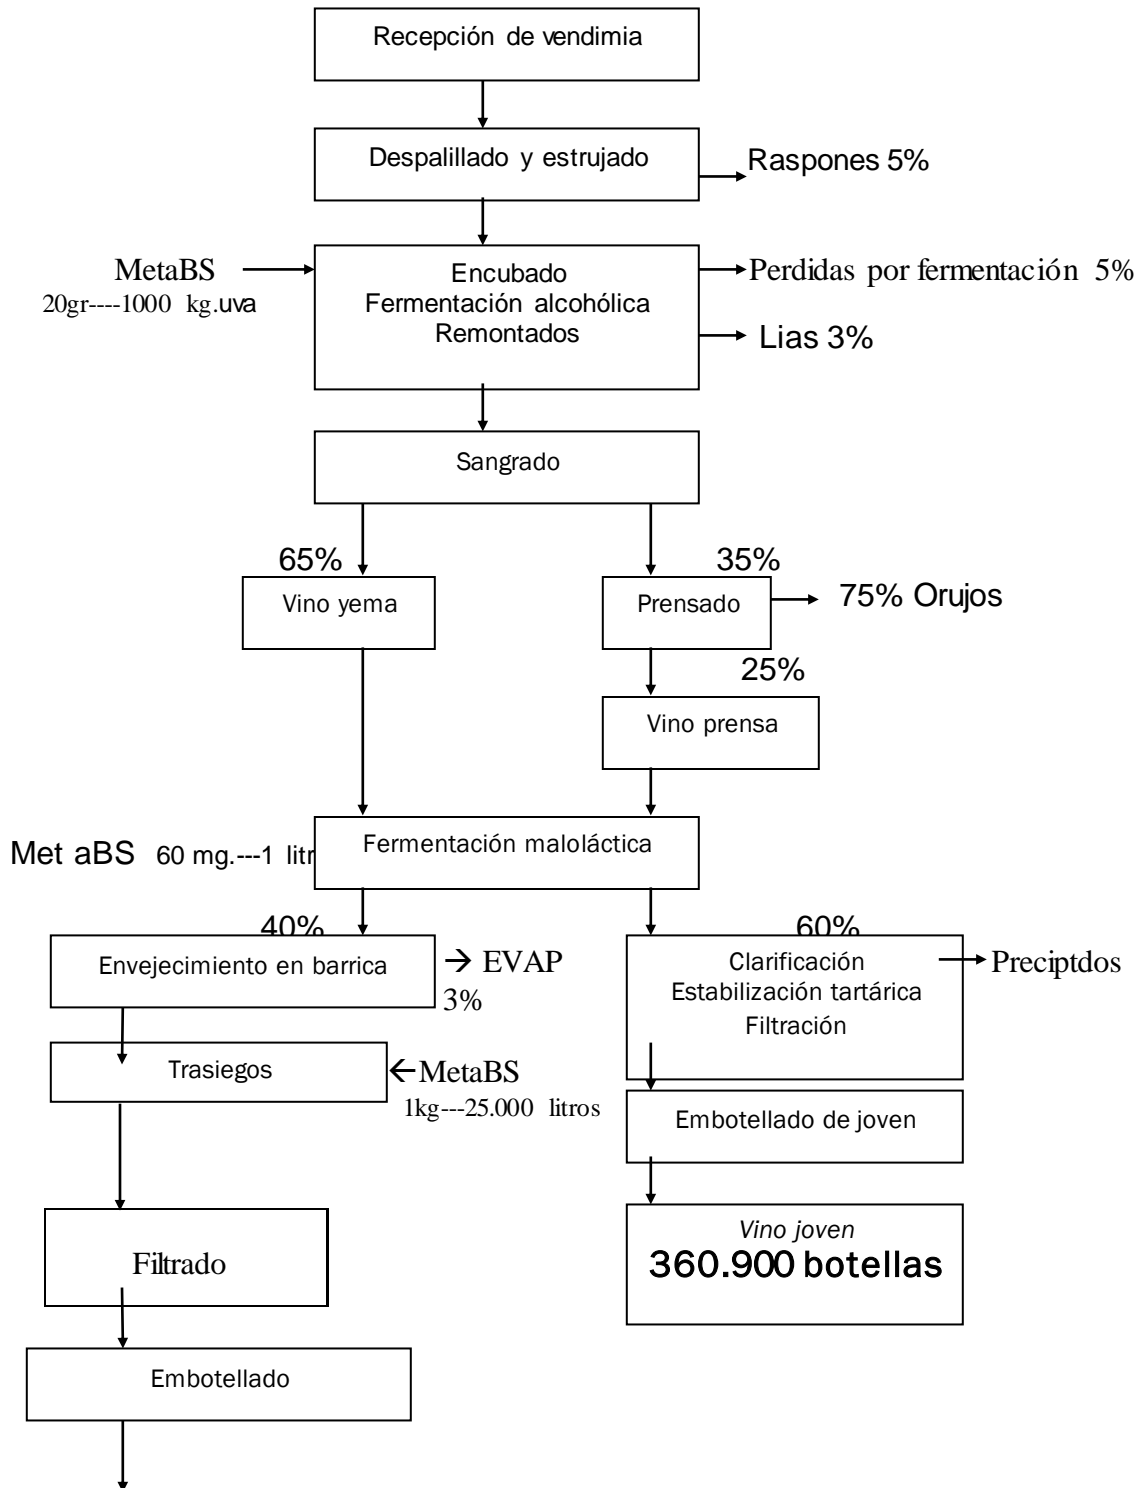 Recepción de vendimia
Despalillado y estrujado
Raspones 5%
MetaBS
20gr----1000 kg.uva
Encubado
Fermentación alcohólica
Remontados
Perdidas por fermentación 5%
Lias 3%
Sangrado
65%
35%
Vino yema
Prensado
75% Orujos
25%
Vino prensa
Met aBS 60 mg.---1 litr
Fermentación maloláctica
40%
60%
Envejecimiento en barrica
→ EVAP
3%
Clarificación
Estabilización tartárica
Filtración
Preciptdos
Trasiegos
←MetaBS
1kg---25.000 litros
Embotellado de joven
Filtrado
Vino joven
360.900 botellas
Embotellado